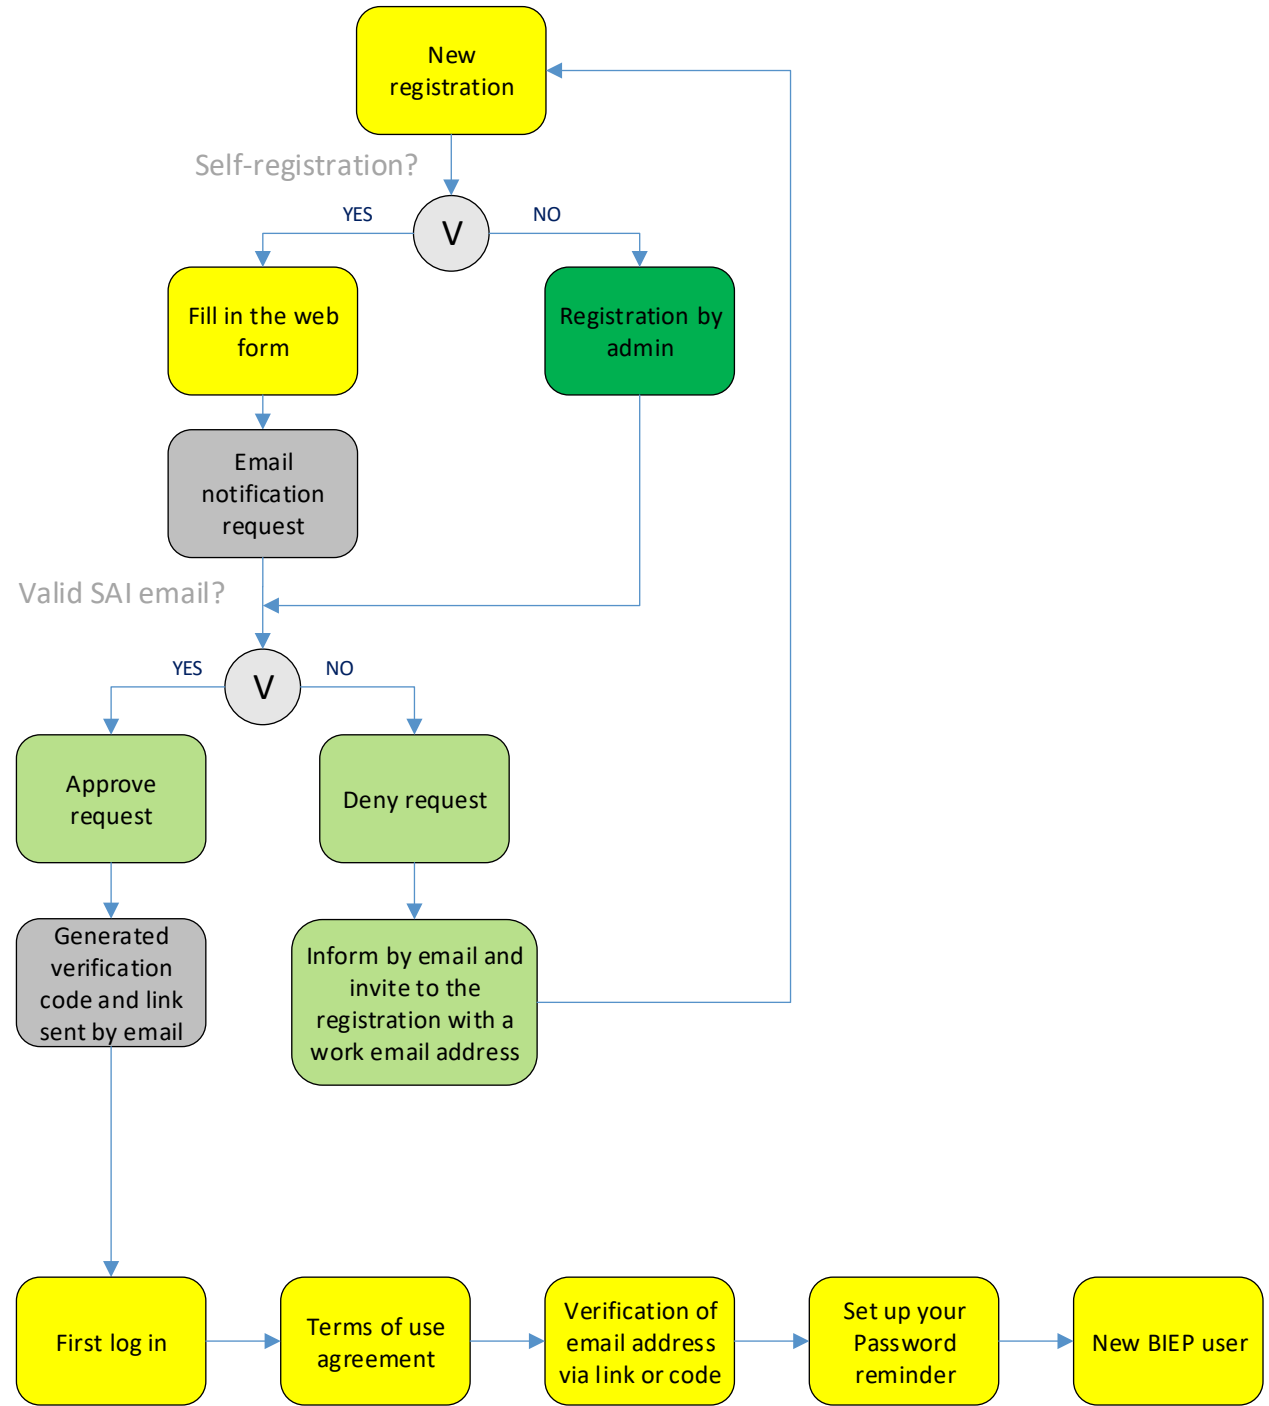 New
registration
Self-registration?
YES
NO
V
Fill in the web
form
Registration by
admin
Email
notification
request
Valid SAI email?
YES
NO
V
Approve
request
Deny request
Generated
verification
code and link
sent by email
Inform by email and
invite to the
registration with a
work email address
First log in
Terms of use
agreement
Verification of
email address
via link or code
Set up your
Password
reminder
New BIEP user